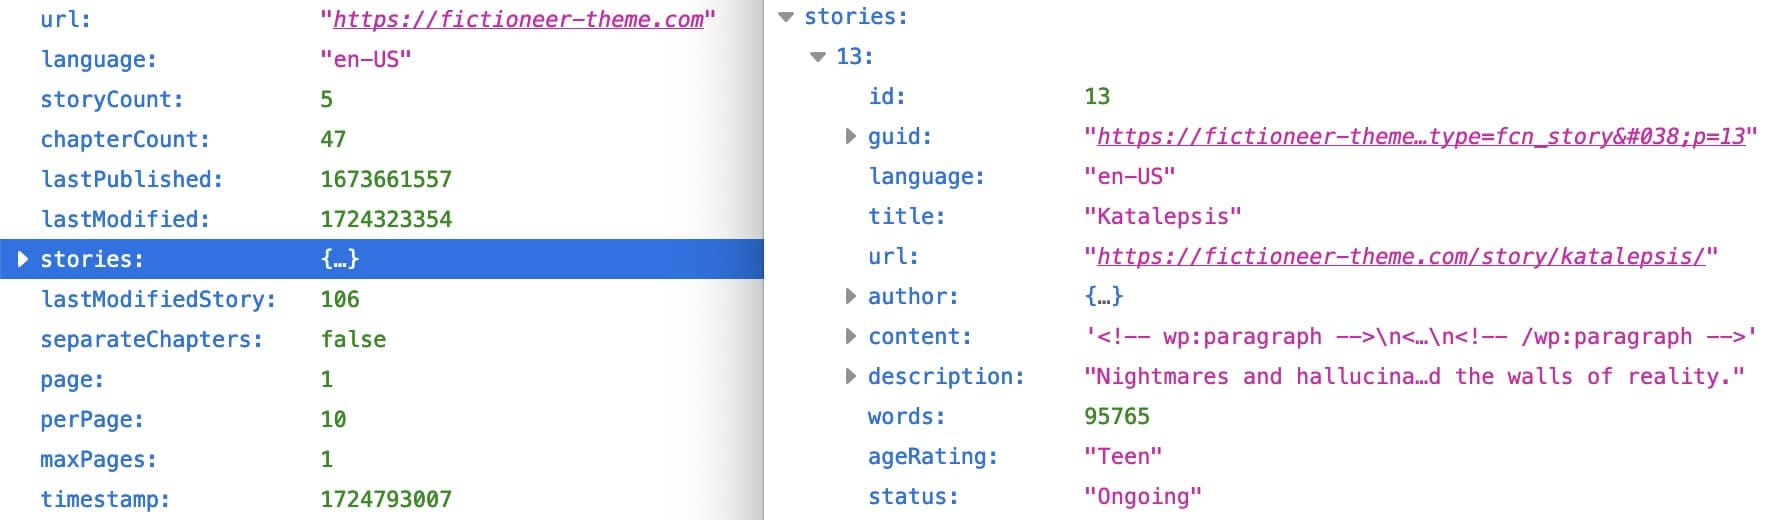 url: "https://fictioneer-theme.com"
language: "en-US"
storyCount: 5
chapterCount: 47
lastPublished: 1673661557
lastModified: 1724323354
stories: {…}
lastModifiedStory: 106
separateChapters: false
page: 1
perPage: 10
maxPages: 1
timestamp: 1724793007
stories:
13:
id: 13
guid: "https://fictioneer-theme…type=fcn_story&#038;p=13"
language: "en-US"
title: "Katalepsis"
url: "https://fictioneer-theme.com/story/katalepsis/"
author: {…}
content: '<!-- wp:paragraph -->\n<…\n<!-- /wp:paragraph -->'
description: "Nightmares and hallucina…d the walls of reality."
words: 95765
ageRating: "Teen"
status: "Ongoing"